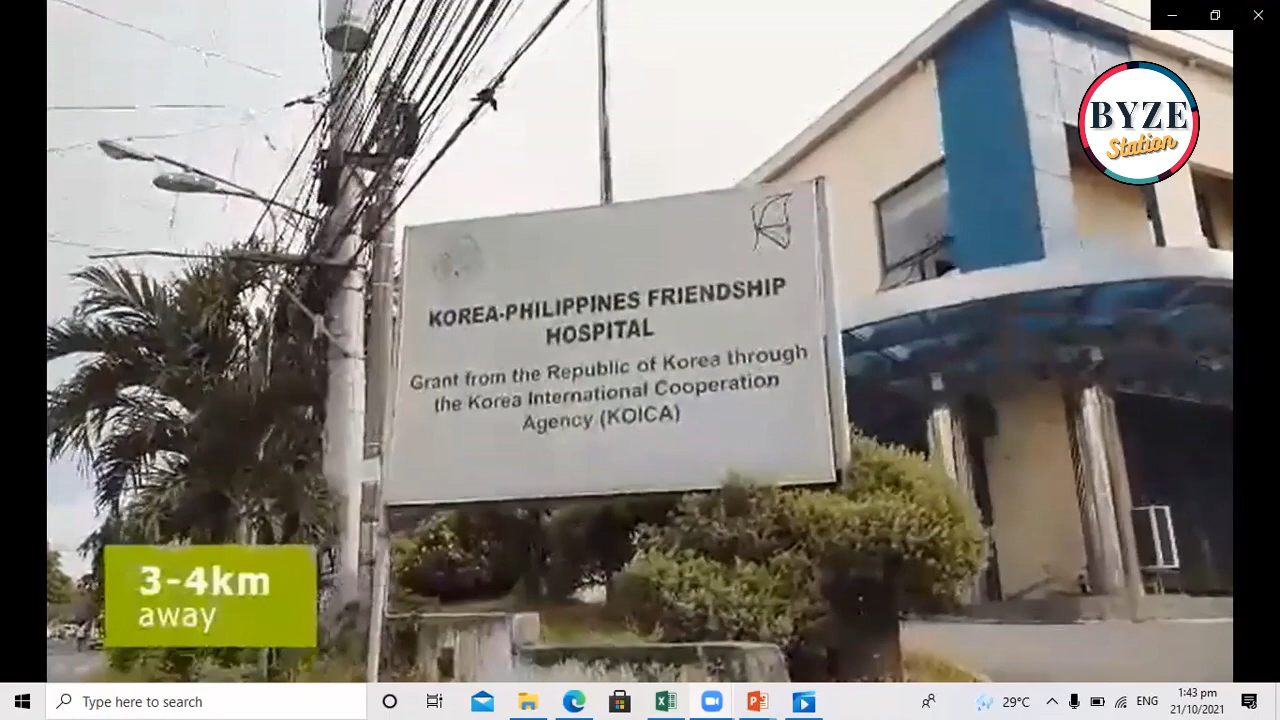 BYZE
Station
KOREA-PHILIPPINES FRIENDSHIP
HOSPITAL
Grant from the Republic of Korea through
the Korea International Cooperation
Agency (KOICA)
3-4km
away
Type here to search
29°C
ENG
1:43 pm
21/10/2021